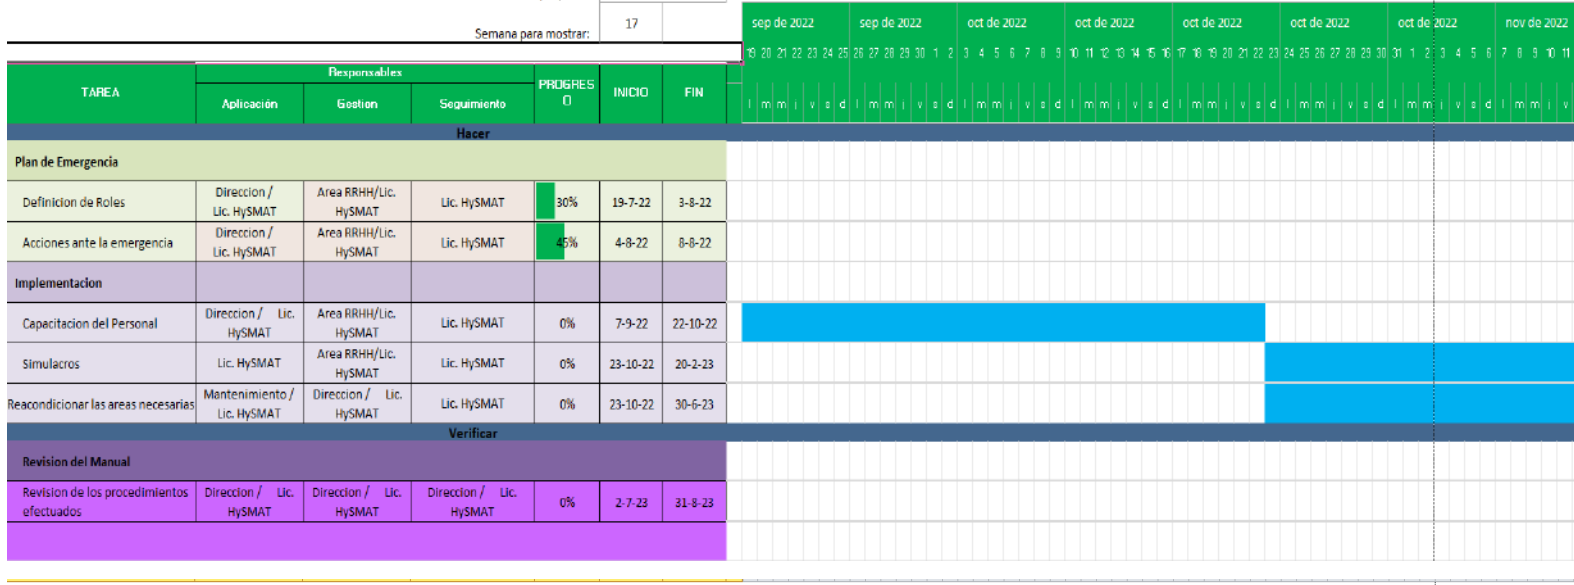 Semana para mostrar: 17
sep de 2022 sep de 2022 oct de 2022 oct de 2022 oct de 2022 oct de 2022 oct de 2022 nov de 2022
19 20 21 22 23 24 25 26 27 28 29 30 1 2 3 4 5 6 7 8 9 10 11 12 13 14 15 16 17 18 19 20 21 22 23 24 25 26 27 28 29 30 31 1 2 3 4 5 6 7 8 9 10 11
TAREA Responsables PROGRES
O INICIO FIN
Aplicación Gestion Seguimiento
l m m j v s d l m m j v s d l m m j v s d l m m j v s d l m m j v s d l m m j v s d l m m j v s d l m m j v
Hacer
Plan de Emergencia
Definicion de Roles Direccion / Area RRHH/Lic. Lic. HySMAT 30% 19-7-22 3-8-22
Lic. HySMAT HySMAT
Acciones ante la emergencia Direccion / Area RRHH/Lic. Lic. HySMAT 45% 4-8-22 8-8-22
Lic. HySMAT HySMAT
Implementacion
Capacitacion del Personal Direccion / Lic. Area RRHH/Lic. Lic. HySMAT 0% 7-9-22 22-10-22
HySMAT HySMAT
Simulacros Lic. HySMAT Area RRHH/Lic. Lic. HySMAT 0% 23-10-22 20-2-23
HySMAT
Reacondicionar las areas necesarias Mantenimiento / Direccion / Lic. Lic. HySMAT 0% 23-10-22 30-6-23
Lic. HySMAT HySMAT
Verificar
Revision del Manual
Revision de los procedimientos Direccion / Lic. Direccion / Lic. Direccion / Lic. 0% 2-7-23 31-8-23
efectuados HySMAT HySMAT HySMAT